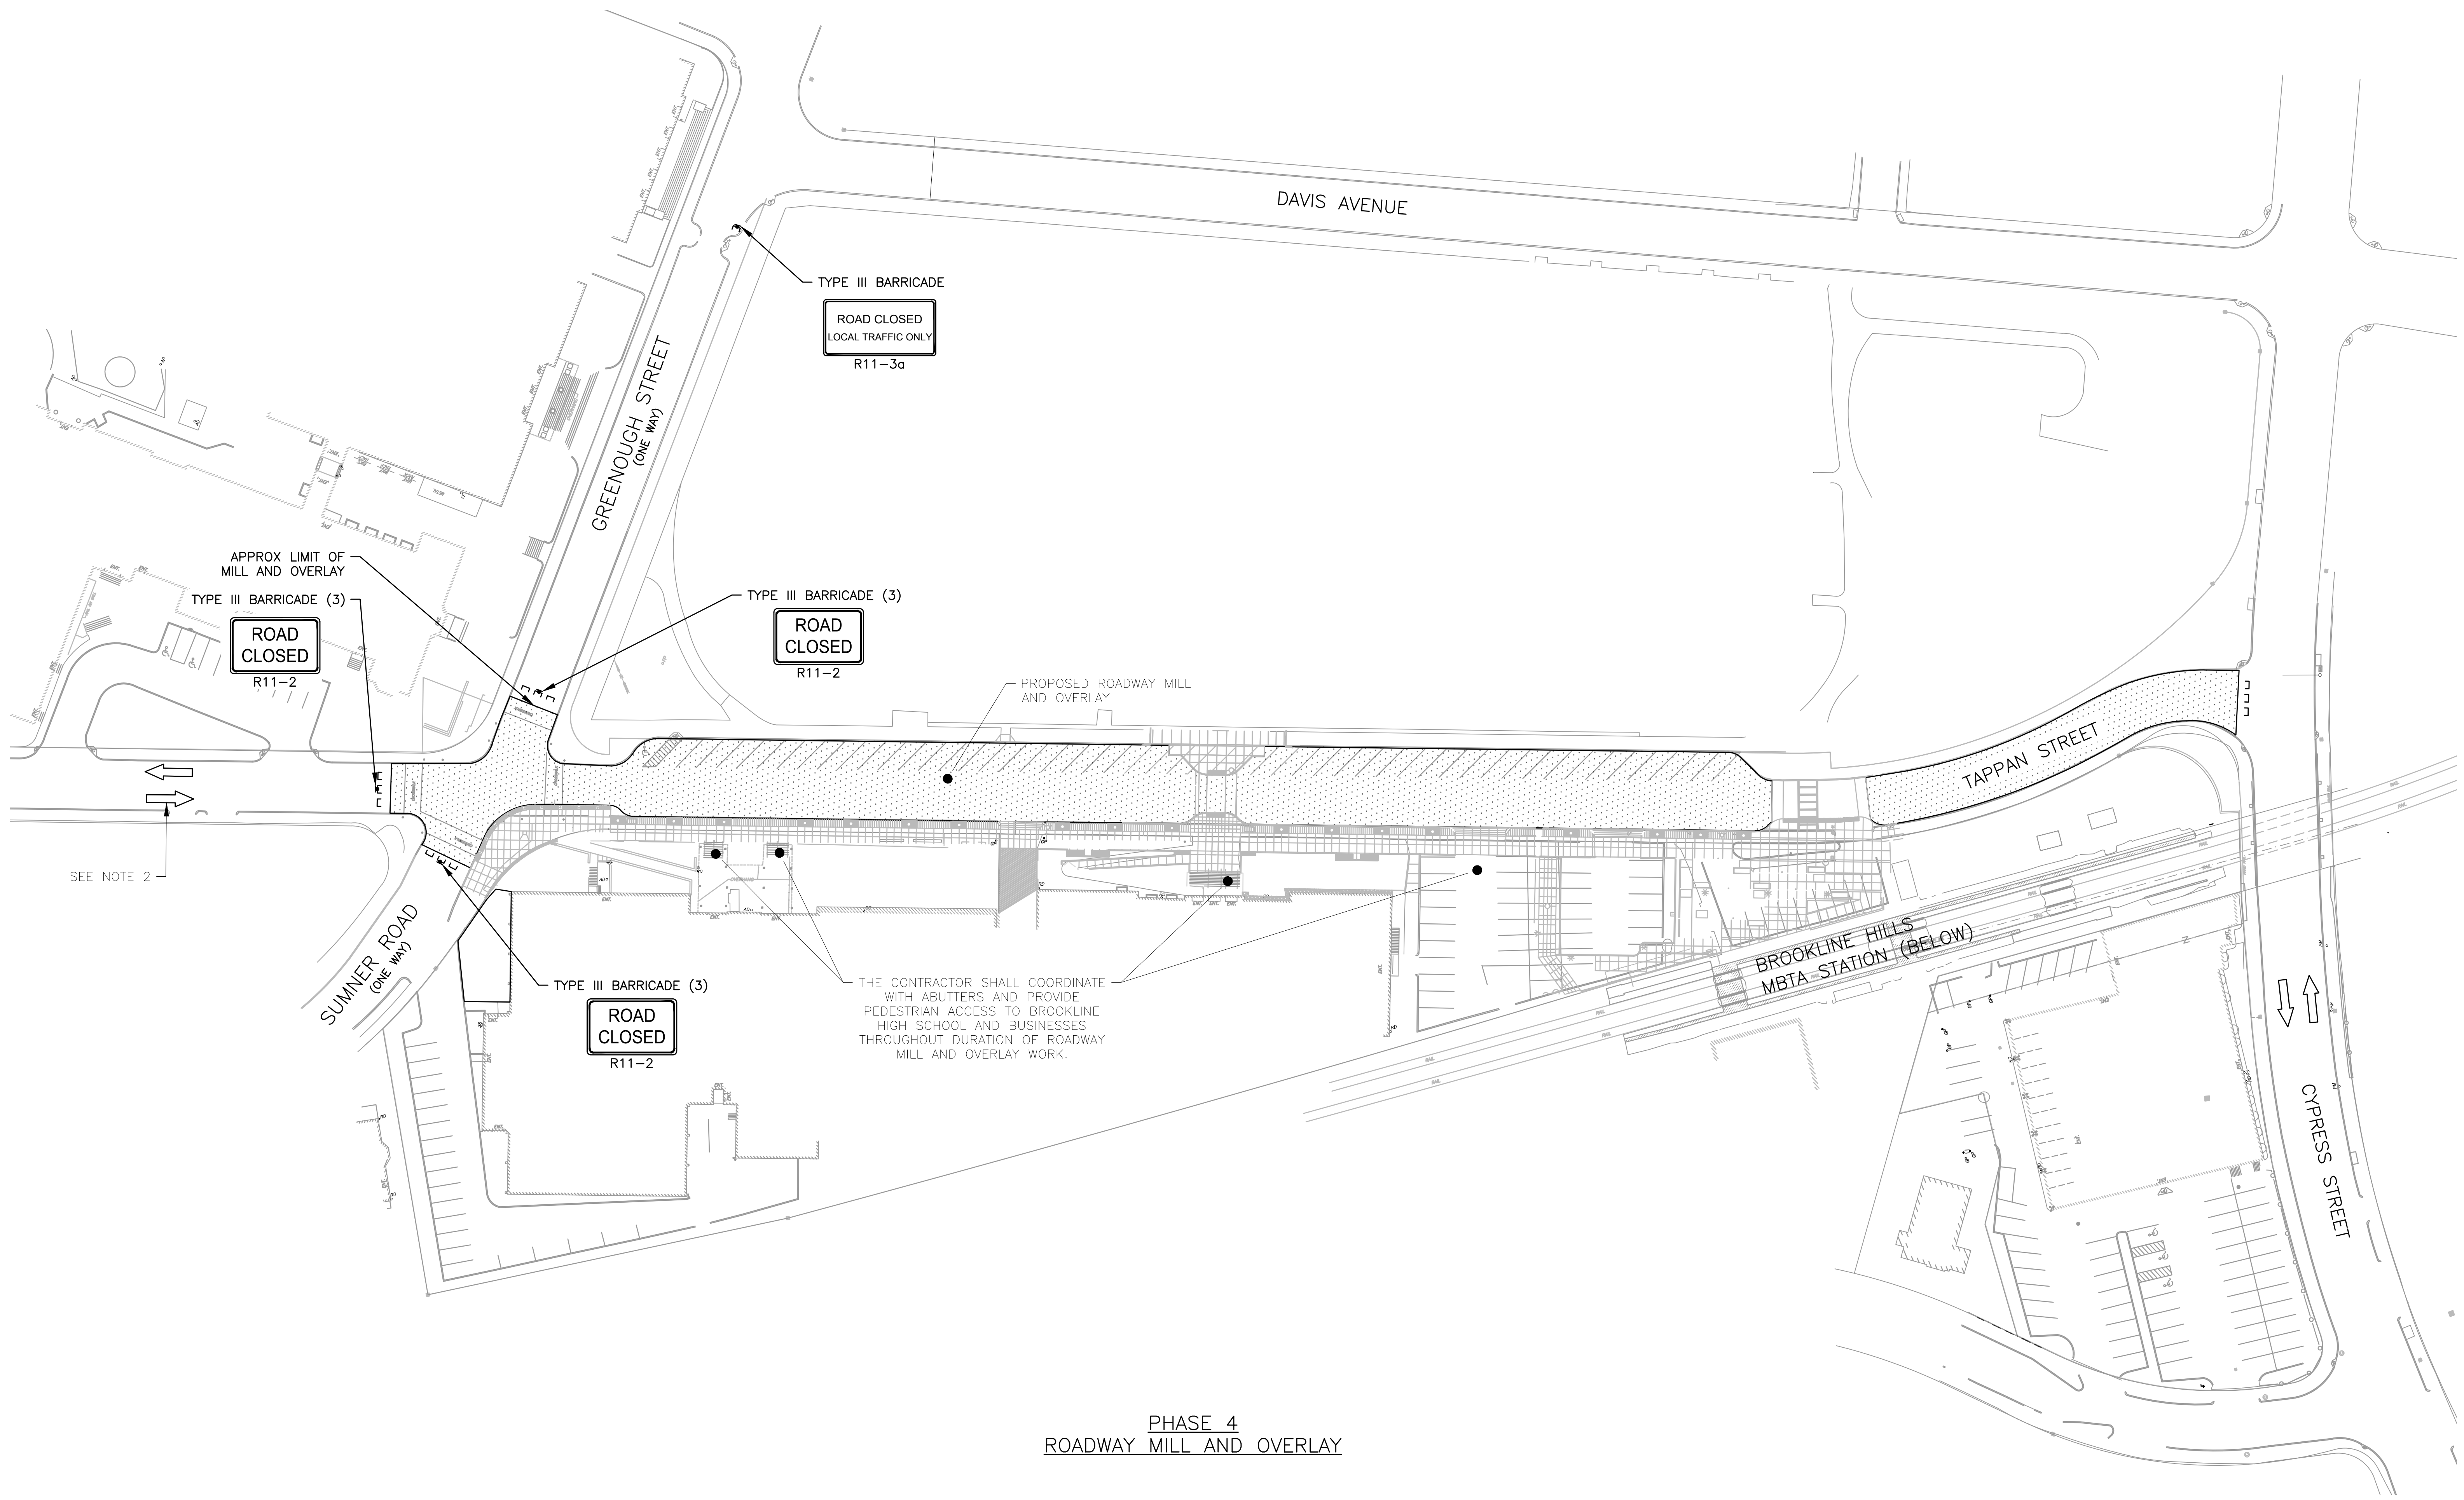 DAVIS AVENUE
TYPE III BARRICADE
ROAD CLOSED
LOCAL TRAFFIC ONLY
R11-3a
GREENOUGH STREET
(ONE WAY)
APPROX LIMIT OF
MILL AND OVERLAY
TYPE III BARRICADE (3)
ROAD
CLOSED
R11-2
TYPE III BARRICADE (3)
ROAD
CLOSED
R11-2
PROPOSED ROADWAY MILL
AND OVERLAY
TAPPAN STREET
SEE NOTE 2
SUMNER ROAD
(ONE WAY)
OVERHANG
TYPE III BARRICADE (3)
ROAD
CLOSED
R11-2
THE CONTRACTOR SHALL COORDINATE
WITH ABUTTERS AND PROVIDE
PEDESTRIAN ACCESS TO BROOKLINE
HIGH SCHOOL AND BUSINESSES
THROUGHOUT DURATION OF ROADWAY
MILL AND OVERLAY WORK.
BROOKLINE HILLS
MBTA STATION (BELOW)
CYPRESS STREET
PHASE 4
ROADWAY MILL AND OVERLAY